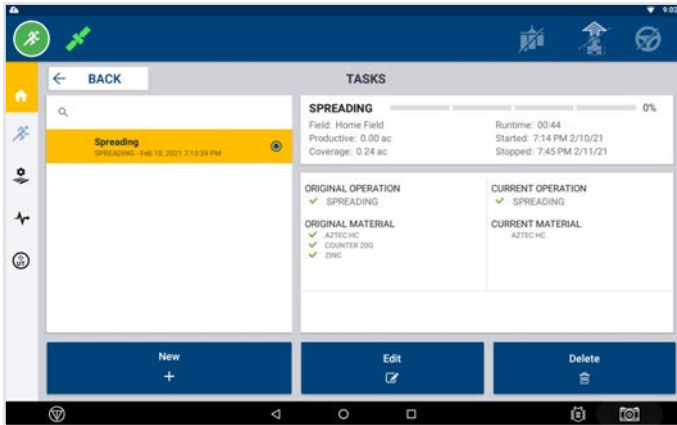 9:02
BACK
TASKS
Spreading
SPREADING - Feb 10, 2021 7:13:39 PM
SPREADING
0%
Field: Home Field
Runtime: 00:44
Productive: 0.00 ac
Started: 7:14 PM 2/10/21
Coverage: 0.24 ac
Stopped: 7:45 PM 2/11/21
ORIGINAL OPERATION
SPREADING
ORIGINAL MATERIAL
AZTEC HC
COUNTER 20G
ZINC
CURRENT OPERATION
SPREADING
CURRENT MATERIAL
AZTEC HC
New
Edit
Delete